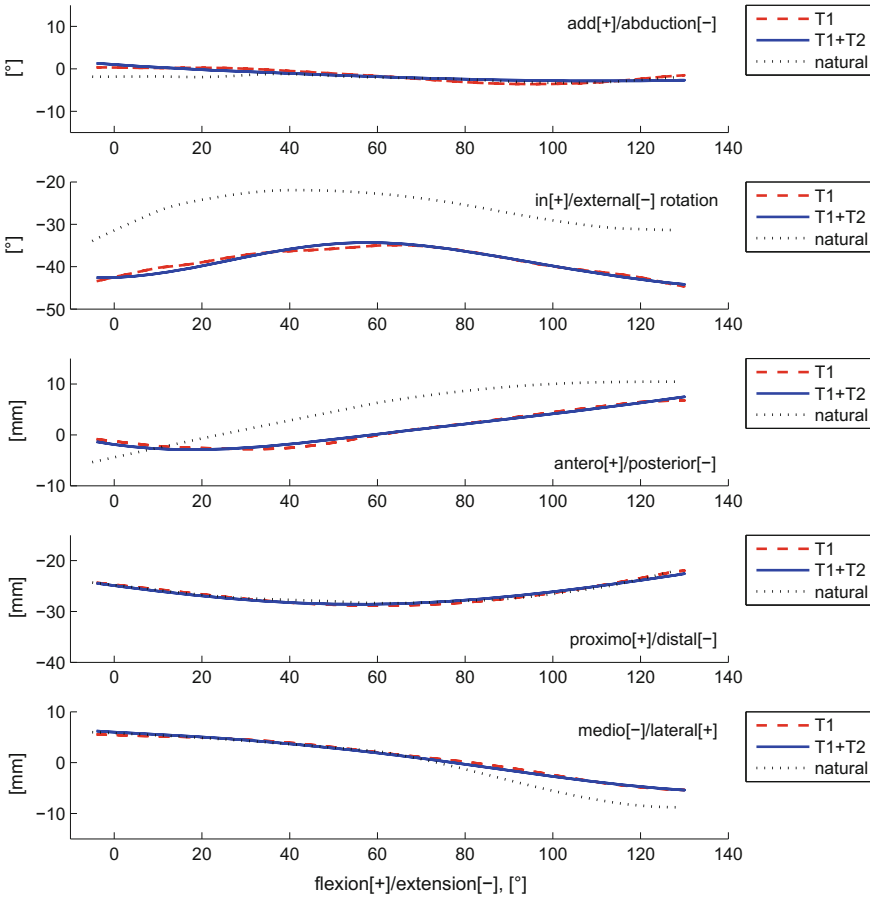 10
0
−10
[°]
add[+]/abduction[−]
0 20 40 60 80 100 120 140
T1
T1+T2
natural
−20
−30
−40
−50
[°]
in[+]/external[−] rotation
0 20 40 60 80 100 120 140
T1
T1+T2
natural
10
0
−10
[mm]
antero[+]/posterior[−]
0 20 40 60 80 100 120 140
T1
T1+T2
natural
−20
−30
−40
[mm]
proximo[+]/distal[−]
0 20 40 60 80 100 120 140
T1
T1+T2
natural
10
0
−10
[mm]
medio[−]/lateral[+]
0 20 40 60 80 100 120 140
T1
T1+T2
natural
flexion[+]/extension[−], [°]